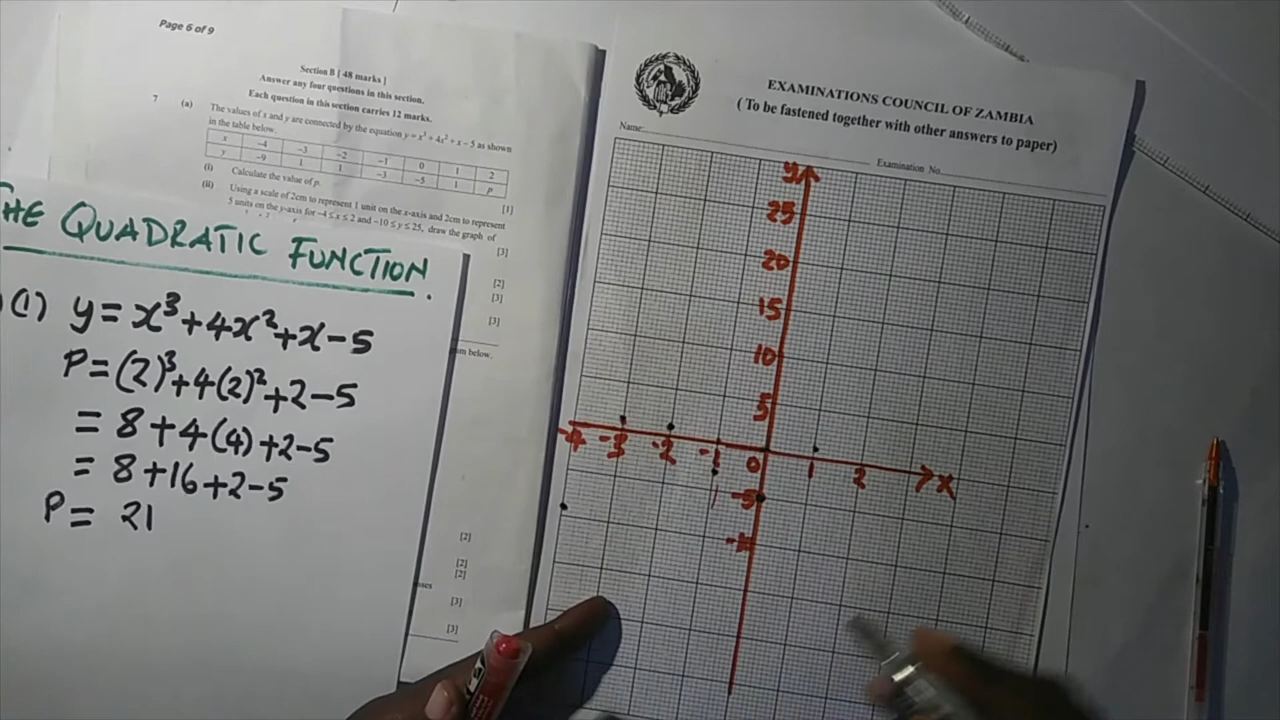 Page 6 of 9
Section B [ 48 marks ]
Answer any four questions in this section.
Each question in this section carries 12 marks.
7 (a) The values of x and y are connected by the equation y = x³ + 4x² + x − 5 as shown
in the table below.
x −4 −3 −2 −1 0 1 2
y −9 1 1 −3 −5 1 p
(i) Calculate the value of p. [1]
(ii) Using a scale of 2cm to represent 1 unit on the x-axis and 2cm to represent
5 units on the y-axis for −4 ≤ x ≤ 2 and −10 ≤ y ≤ 25, draw the graph of
[3]
[2]
[3]
[3]
below.
[2]
[2]
[2]
[3]
[3]
THE QUADRATIC FUNCTION.
(i) y = x³ + 4x² + x − 5
P = (2)³ + 4(2)² + 2 − 5
= 8 + 4(4) + 2 − 5
= 8 + 16 + 2 − 5
P = 21
EXAMINATIONS COUNCIL OF ZAMBIA
( To be fastened together with other answers to paper)
Name: Examination No
y
25
20
15
10
5
-4 -3 -2 -1 0 1 2 x
-5